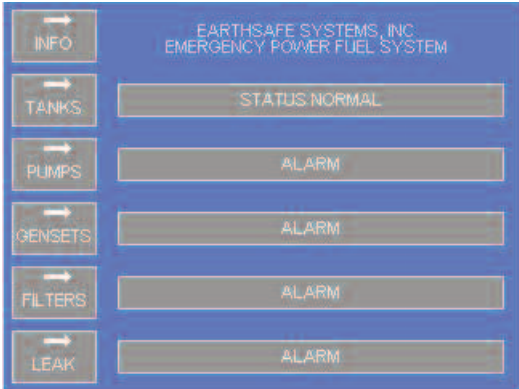 INFO
EARTHSAFE SYSTEMS, INC
EMERGENCY POWER FUEL SYSTEM
TANKS
STATUS NORMAL
PUMPS
ALARM
GENSETS
ALARM
FILTERS
ALARM
LEAK
ALARM